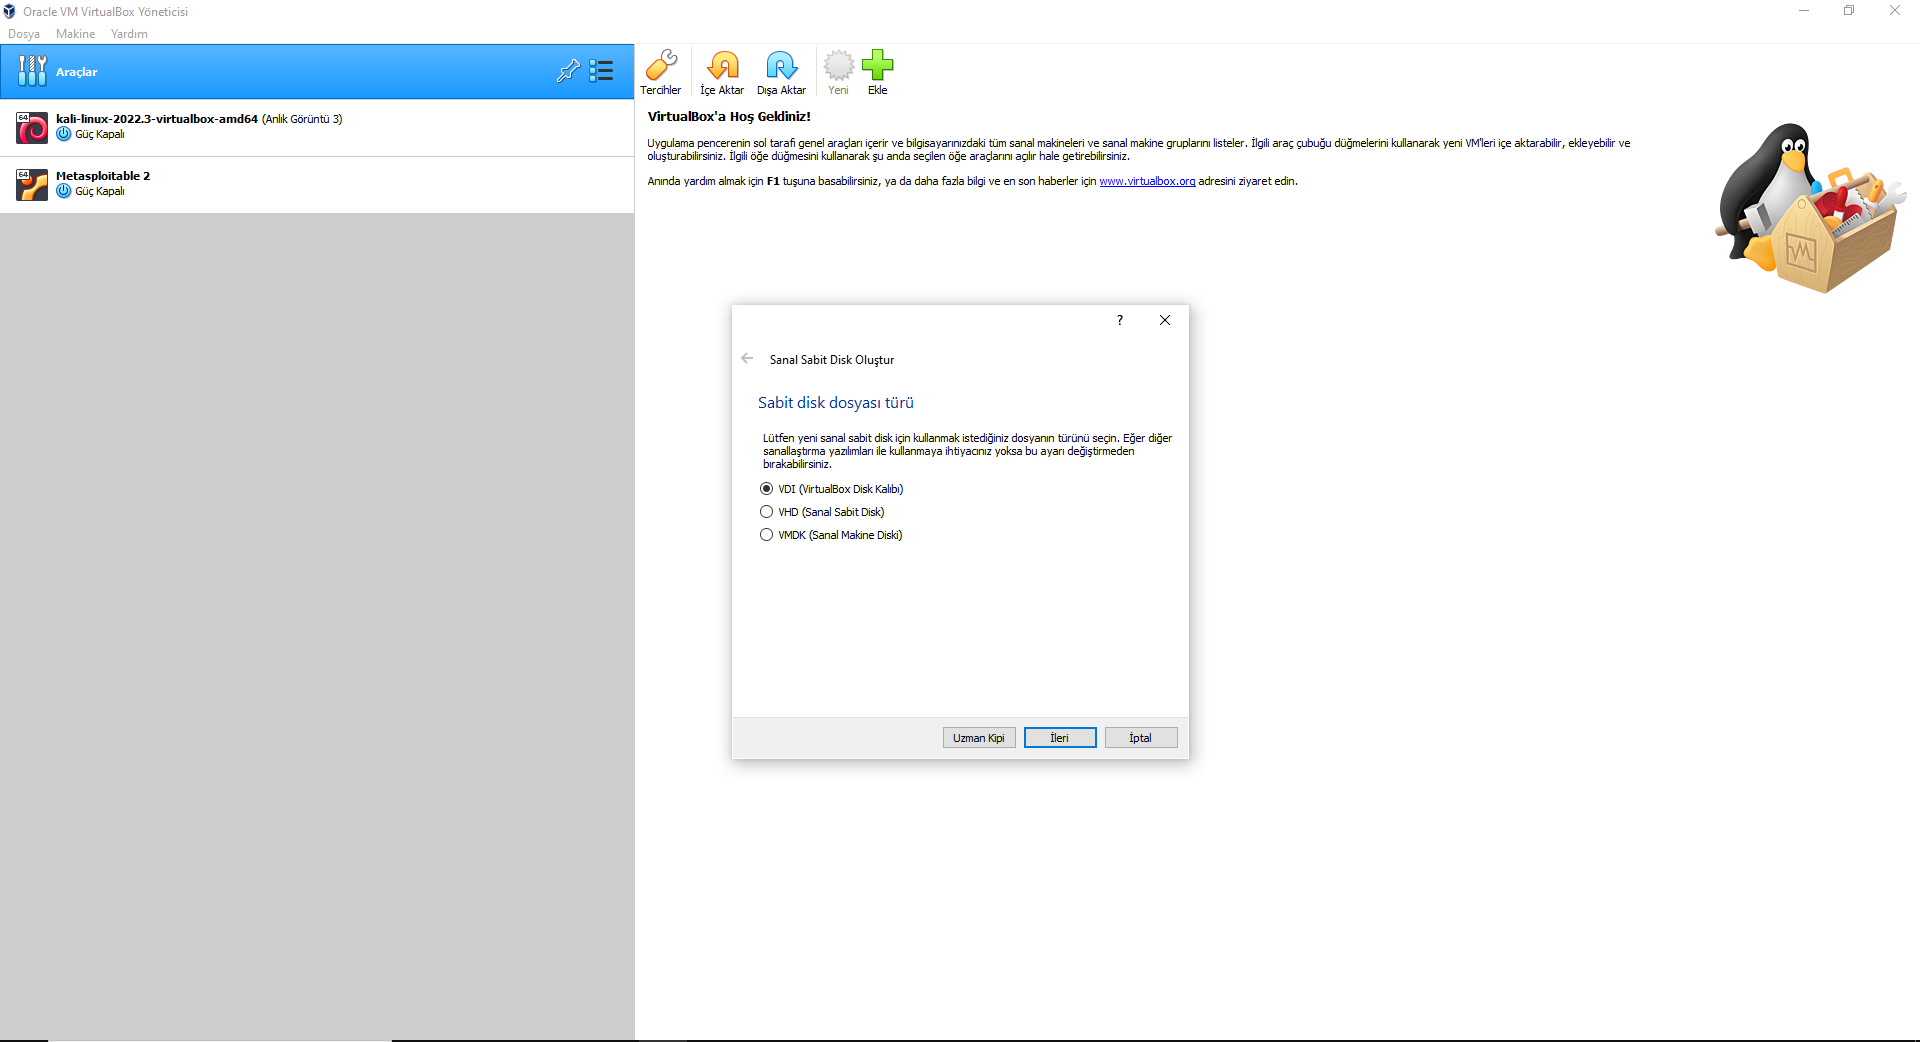 Oracle VM VirtualBox Yöneticisi
Dosya Makine Yardım
Araçlar
64
kali-linux-2022.3-virtualbox-amd64 (Anlık Görüntü 3)
Güç Kapalı
64
Metasploitable 2
Güç Kapalı
Tercihler İçe Aktar Dışa Aktar Yeni Ekle
VirtualBox'a Hoş Geldiniz!
Uygulama pencerenin sol tarafı genel araçları içerir ve bilgisayarınızdaki tüm sanal makineleri ve sanal makine gruplarını listeler. İlgili araç çubuğu düğmelerini kullanarak yeni VM'leri içe aktarabilir, ekleyebilir ve
oluşturabilirsiniz. İlgili öğe düğmesini kullanarak şu anda seçilen öğe araçlarını açılır hale getirebilirsiniz.
Anında yardım almak için F1 tuşuna basabilirsiniz, ya da daha fazla bilgi ve en son haberler için www.virtualbox.org adresini ziyaret edin.
?
Sanal Sabit Disk Oluştur
Sabit disk dosyası türü
Lütfen yeni sanal sabit disk için kullanmak istediğiniz dosyanın türünü seçin. Eğer diğer
sanallaştırma yazılımları ile kullanmaya ihtiyacınız yoksa bu ayarı değiştirmeden
bırakabilirsiniz.
VDI (VirtualBox Disk Kalıbı)
VHD (Sanal Sabit Disk)
VMDK (Sanal Makine Diski)
Uzman Kipi İleri İptal